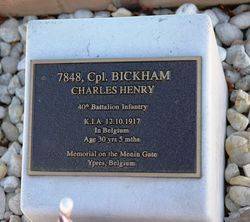 7848, Cpl. BICKHAM
CHARLES HENRY
40th Battalion Infantry
K.I.A 12.10.1917
In Belgium
Age 30 yrs 5 mths
Memorial on the Menin Gate
Ypres, Belgium